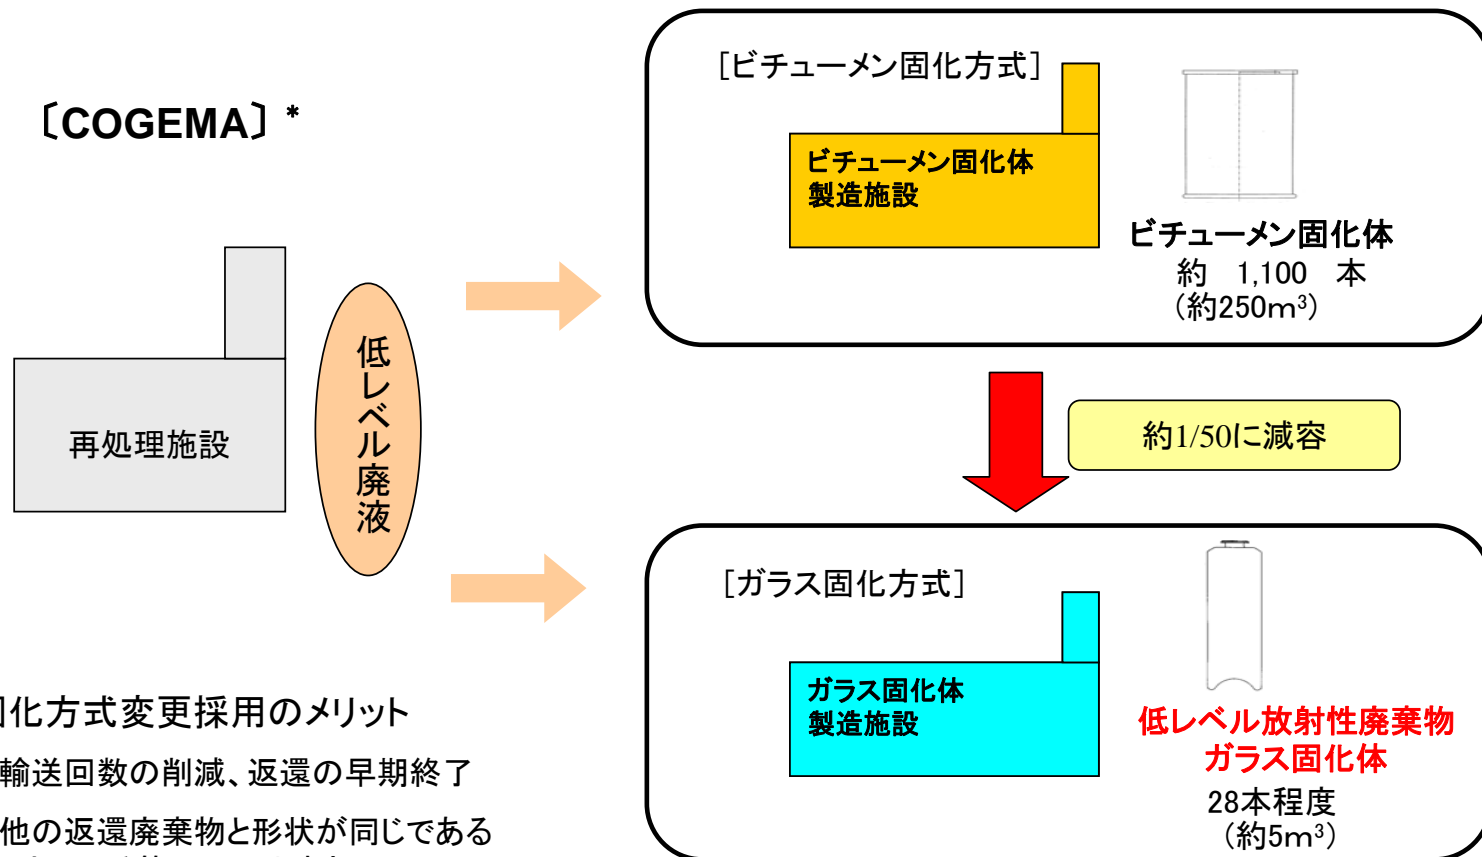 〔COGEMA〕*
再処理施設
低レベル廃液
［ビチューメン固化方式］
ビチューメン固化体
製造施設
ビチューメン固化体
約 1,100 本
（約250m³）
約1/50に減容
［ガラス固化方式］
ガラス固化体
製造施設
低レベル放射性廃棄物
ガラス固化体
28本程度
（約5m³）
化方式変更採用のメリット
輸送回数の削減、返還の早期終了
他の返還廃棄物と形状が同じである